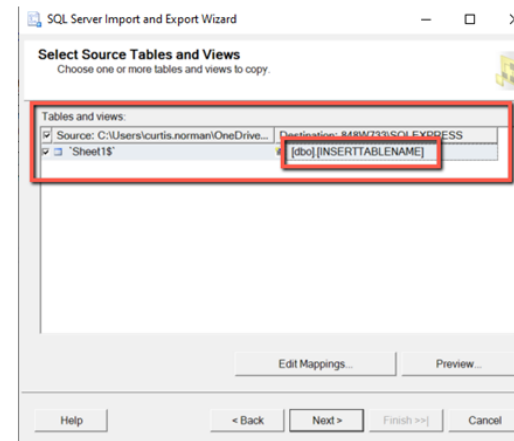 SQL Server Import and Export Wizard
Select Source Tables and Views
Choose one or more tables and views to copy.
Tables and views:
Source: C:\Users\curtis.norman\OneDrive... Destination: 848W733\SQLEXPRESS
`Sheet1$` [dbo].[INSERTTABLENAME]
Edit Mappings... Preview...
Help < Back Next > Finish >>| Cancel